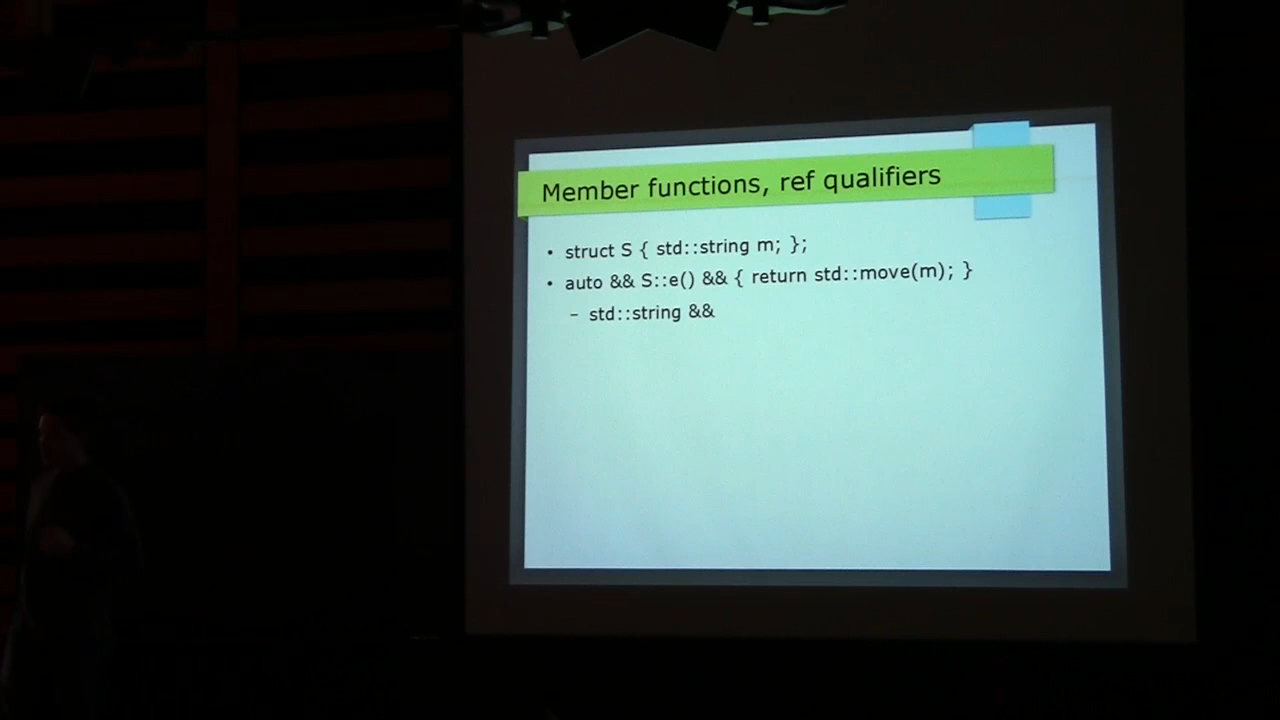 Member functions, ref qualifiers
• struct S { std::string m; };
• auto && S::e() && { return std::move(m); }
– std::string &&